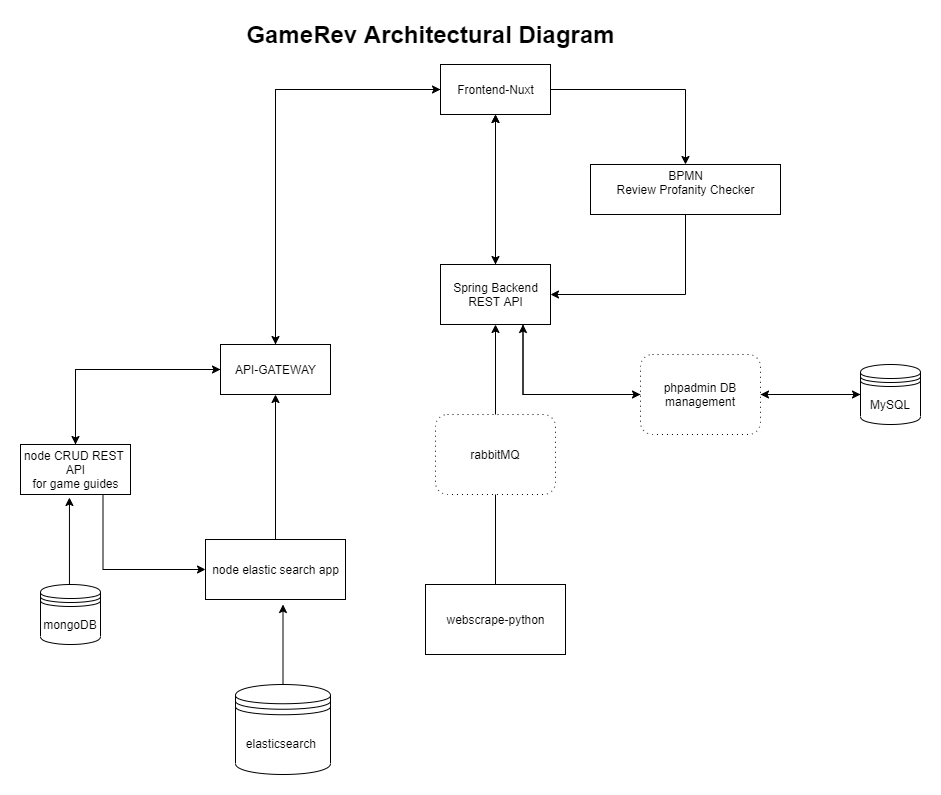 GameRev Architectural Diagram
Frontend-Nuxt
BPMN
Review Profanity Checker
Spring Backend
REST API
API-GATEWAY
phpadmin DB
management
MySQL
node CRUD REST
API
for game guides
rabbitMQ
node elastic search app
mongoDB
webscrape-python
elasticsearch